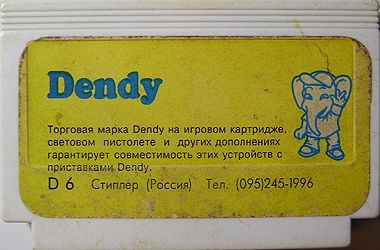 Dendy
Торговая марка Dendy на игровом картридже,
световом пистолете и других дополнениях
гарантирует совместимость этих устройств с
приставками Dendy.
D 6 Стиплер (Россия) Тел. (095)245-1996